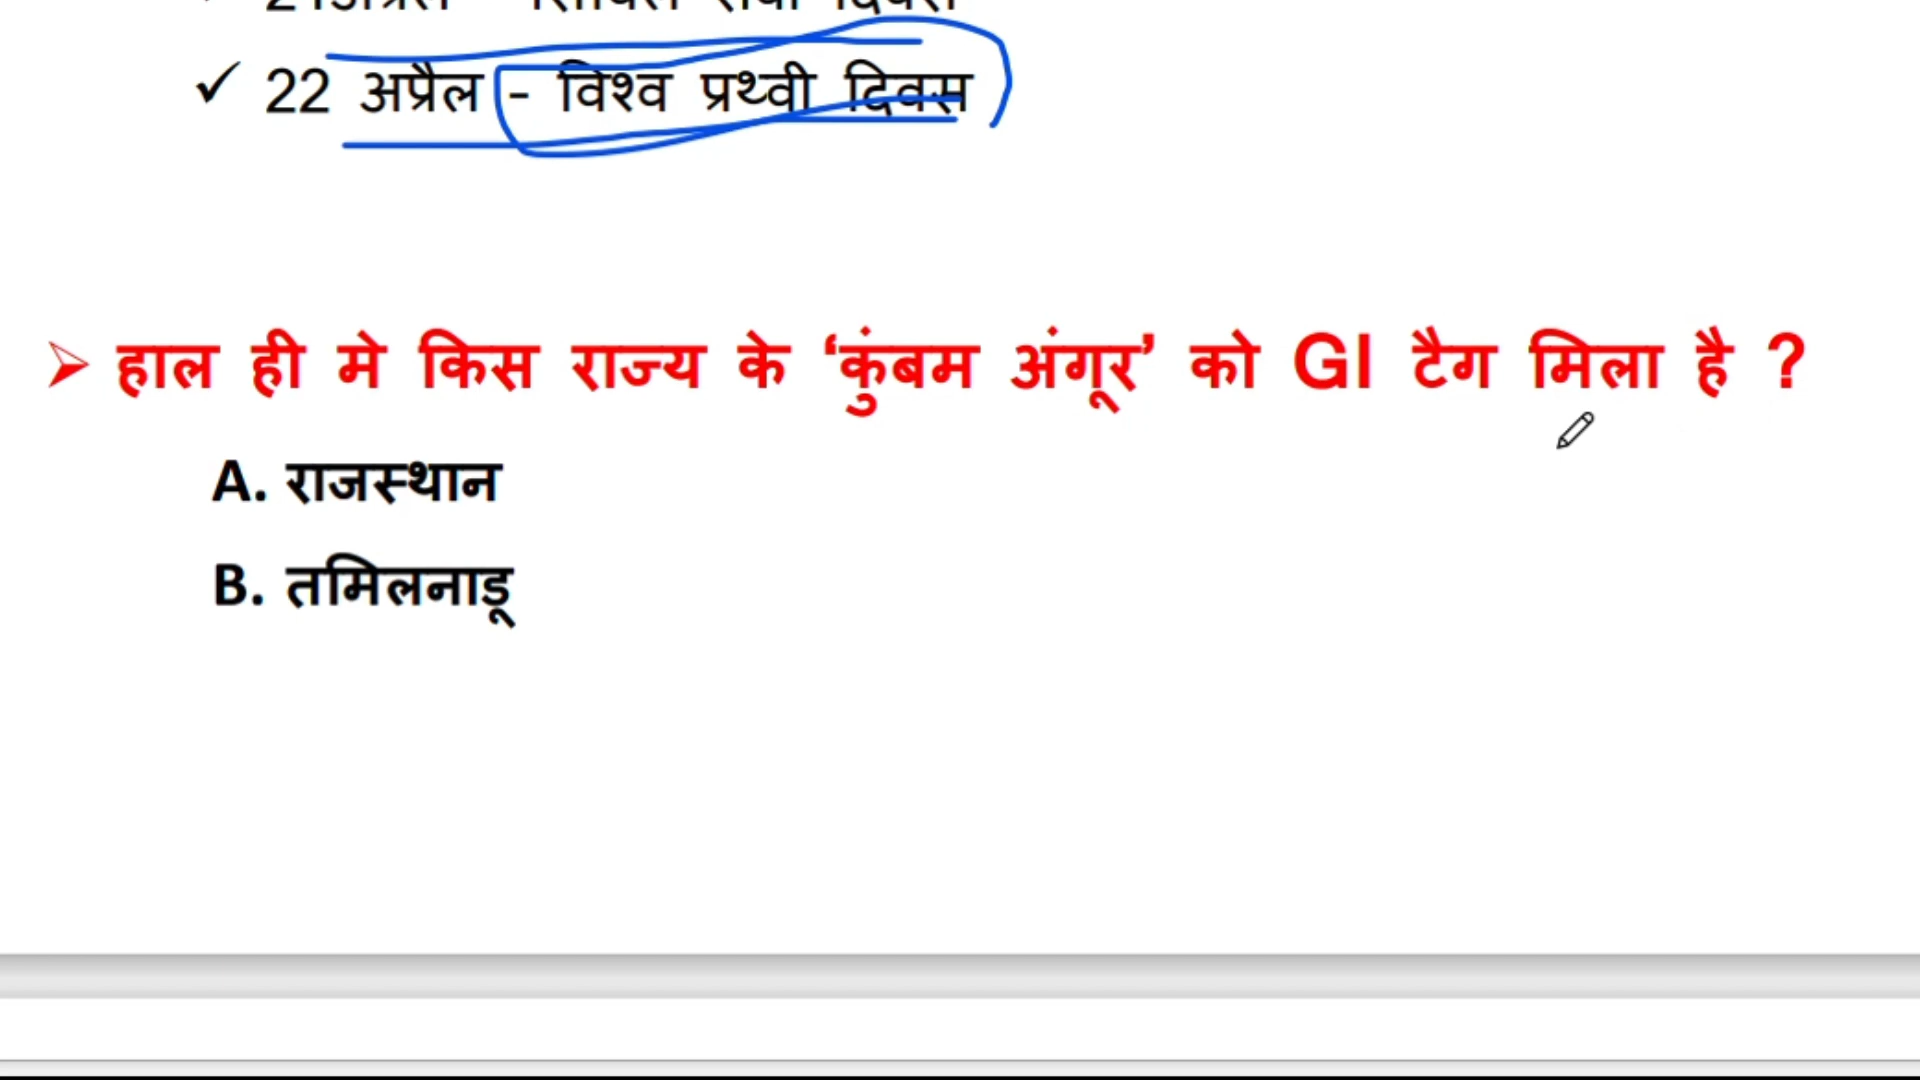 ✓ 22 अप्रैल - विश्व प्रथ्वी दिवस
➢ हाल ही मे किस राज्य के ‘कुंबम अंगूर’ को GI टैग मिला है ?
A. राजस्थान
B. तमिलनाडू